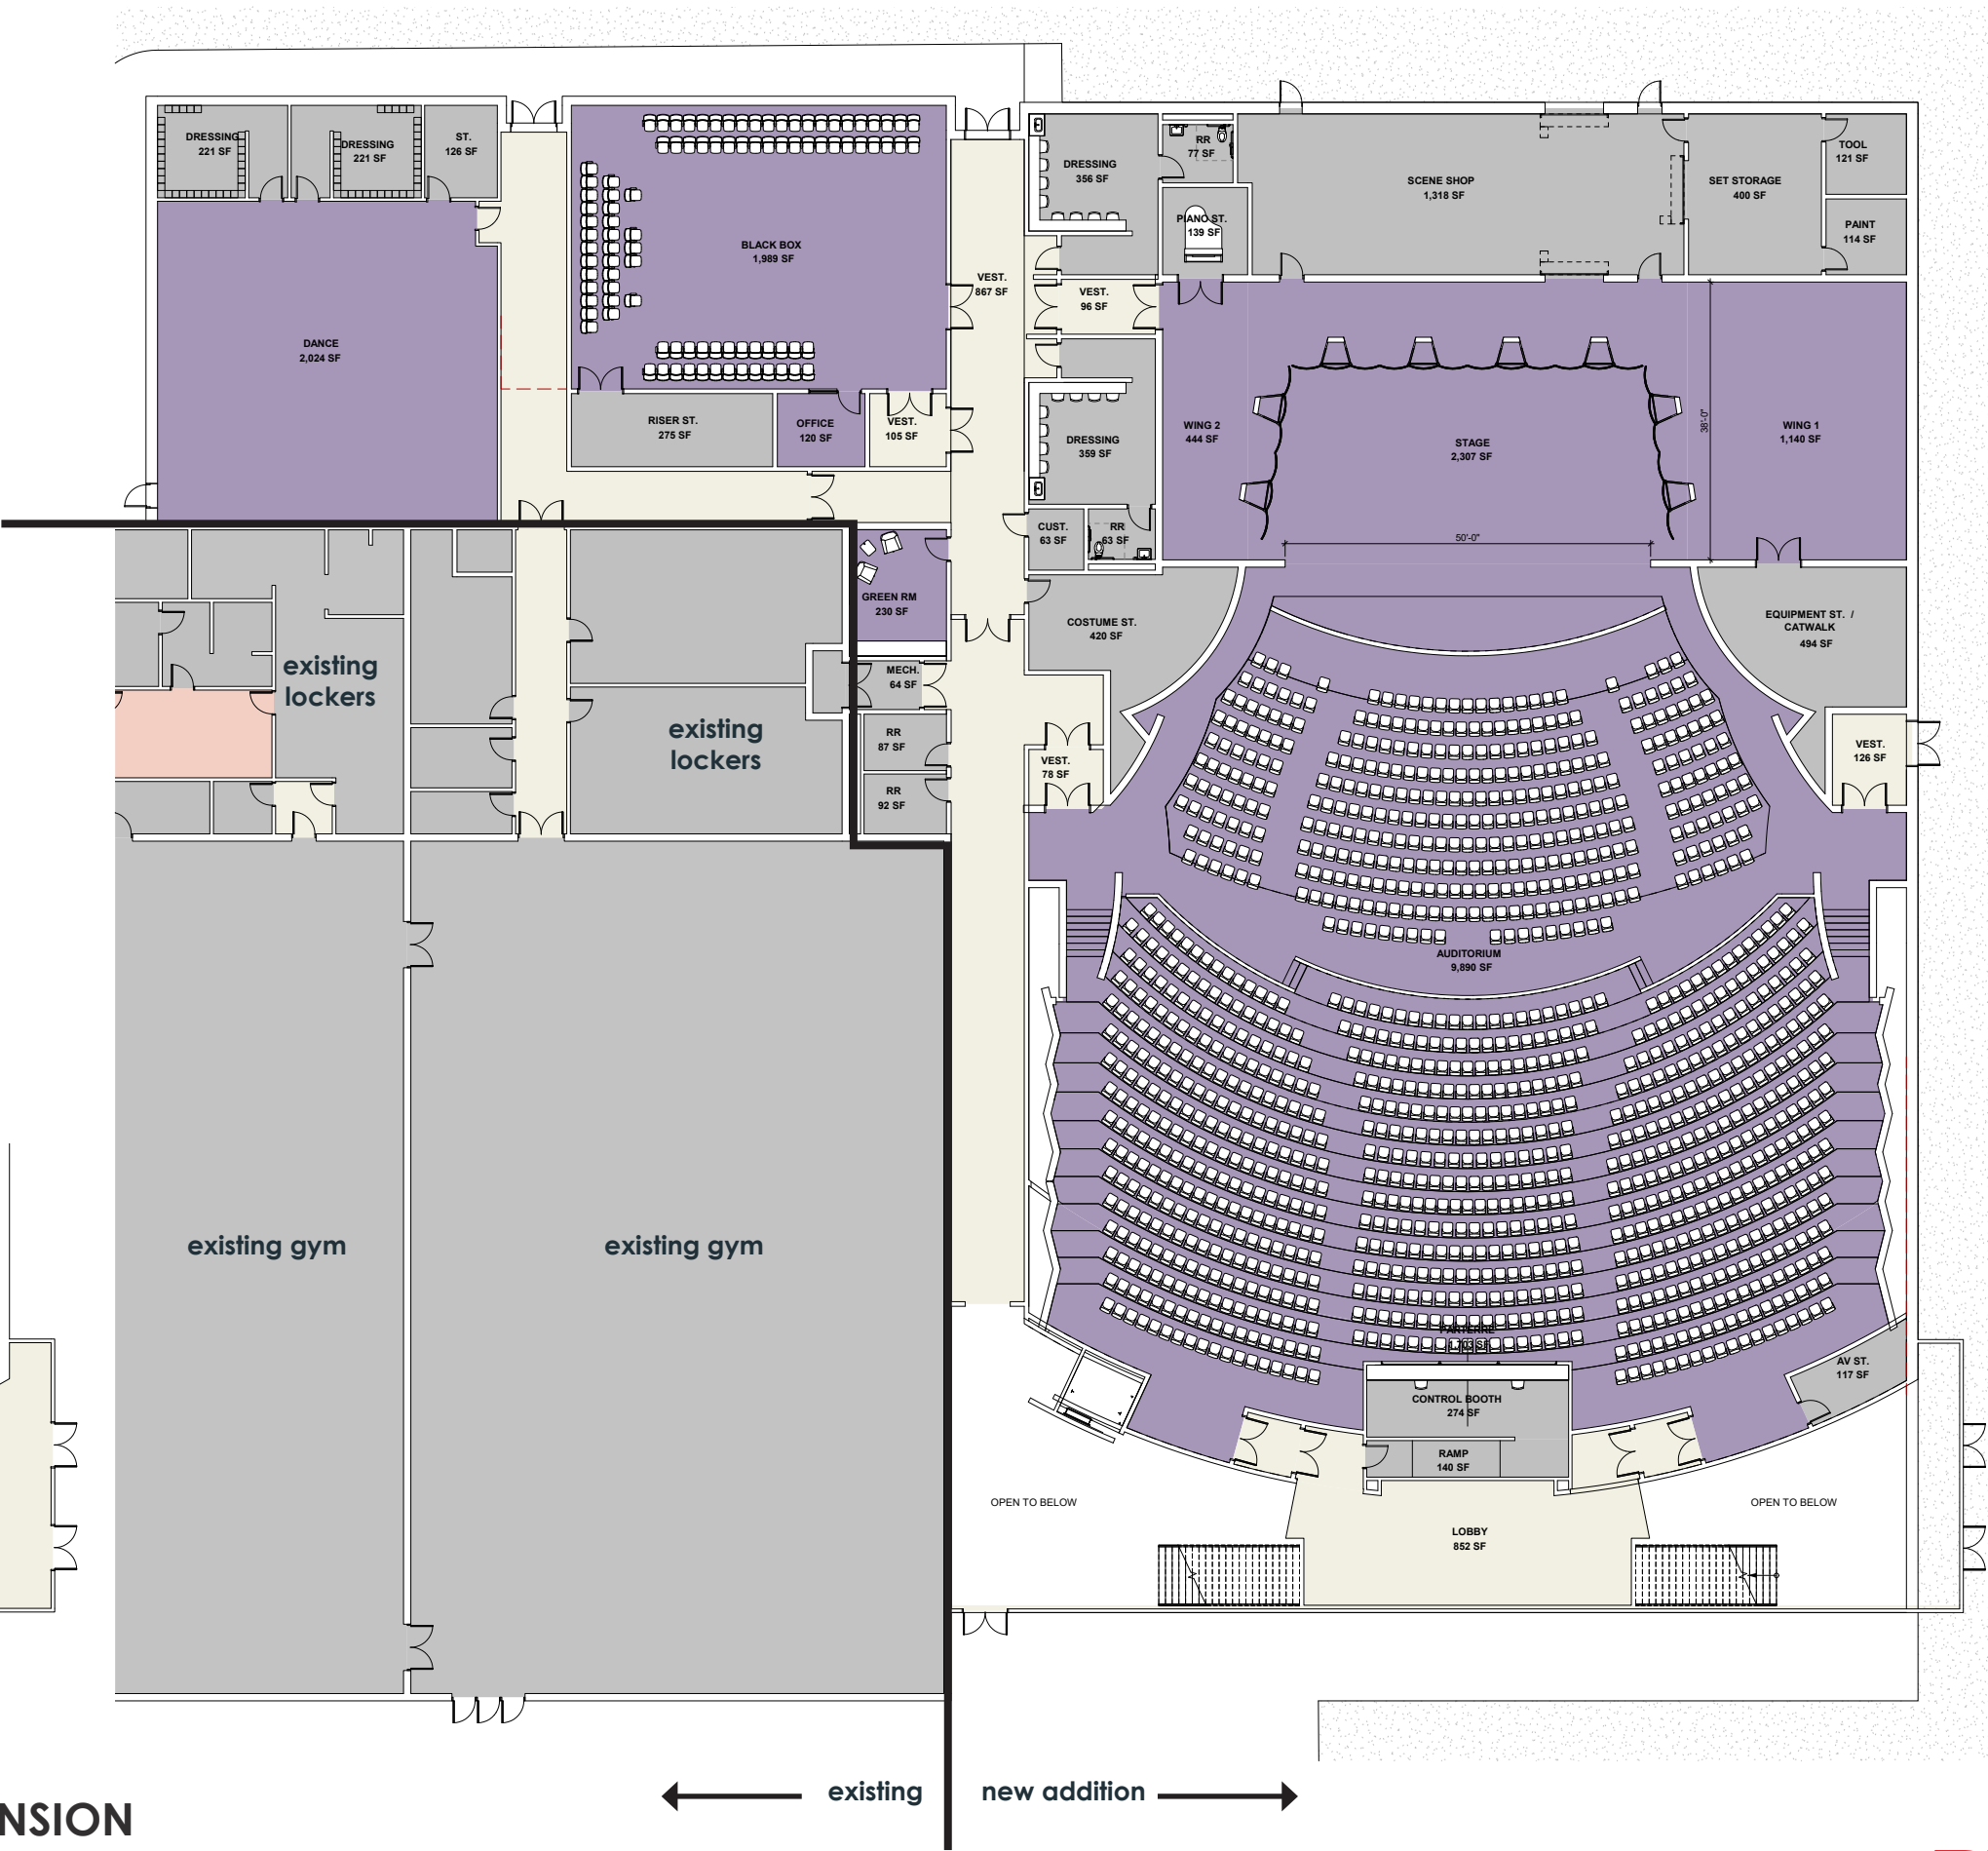 DRESSING
221 SF
DRESSING
221 SF
ST.
126 SF
BLACK BOX
1,989 SF
DANCE
2,024 SF
RISER ST.
275 SF
OFFICE
120 SF
VEST.
105 SF
VEST.
867 SF
DRESSING
356 SF
RR
77 SF
PIANO ST.
139 SF
SCENE SHOP
1,318 SF
SET STORAGE
400 SF
TOOL
121 SF
PAINT
114 SF
VEST.
96 SF
DRESSING
359 SF
WING 2
444 SF
STAGE
2,307 SF
38'-0"
WING 1
1,140 SF
50'-0"
CUST.
63 SF
RR
63 SF
GREEN RM
230 SF
COSTUME ST.
420 SF
EQUIPMENT ST. /
CATWALK
494 SF
MECH.
64 SF
RR
87 SF
RR
92 SF
VEST.
78 SF
VEST.
126 SF
existing
lockers
existing
lockers
AUDITORIUM
9,890 SF
existing gym
existing gym
PARTERRE
CONTROL BOOTH
274 SF
RAMP
140 SF
AV ST.
117 SF
OPEN TO BELOW
OPEN TO BELOW
LOBBY
852 SF
existing
new addition
NSION